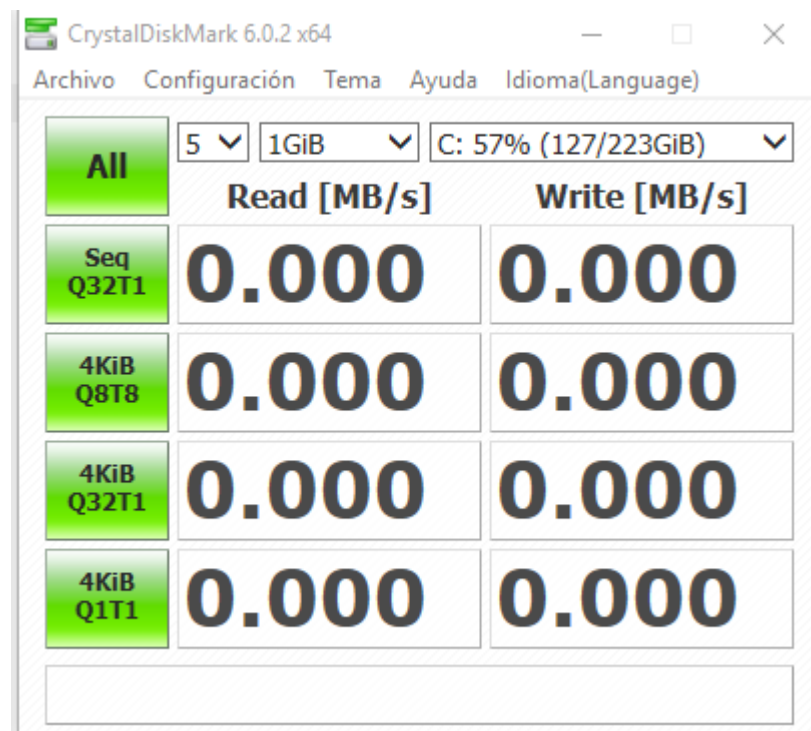 CrystalDiskMark 6.0.2 x64
Archivo Configuración Tema Ayuda Idioma(Language)
All 5 1GiB C: 57% (127/223GiB)
Read [MB/s] Write [MB/s]
Seq
Q32T1 0.000 0.000
4KiB
Q8T8 0.000 0.000
4KiB
Q32T1 0.000 0.000
4KiB
Q1T1 0.000 0.000